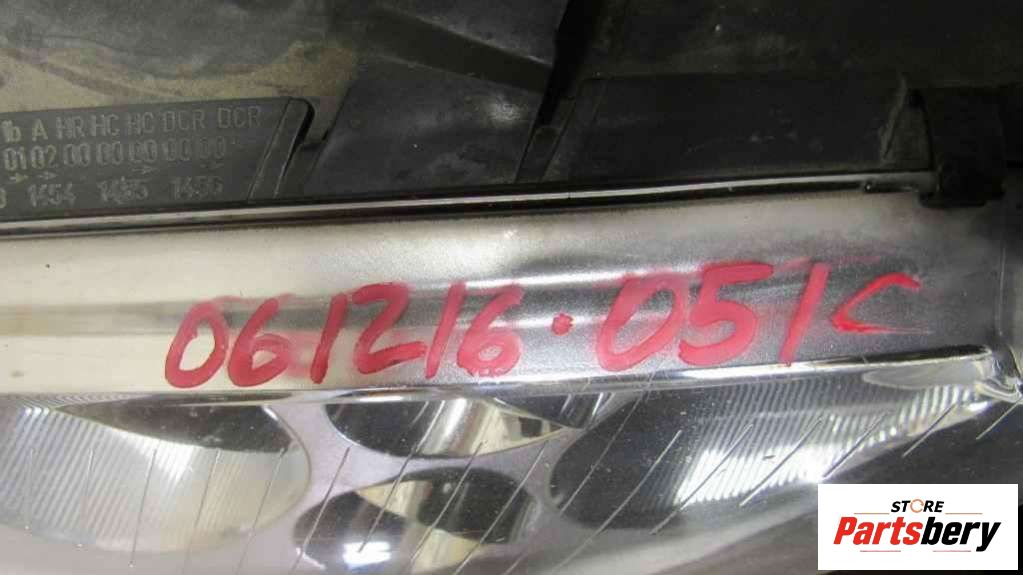 1b A HR HC HC DCR DCR
01 02 00 00 00 00 00
1454 1455 1456
061216.051C
STORE
Partsbery